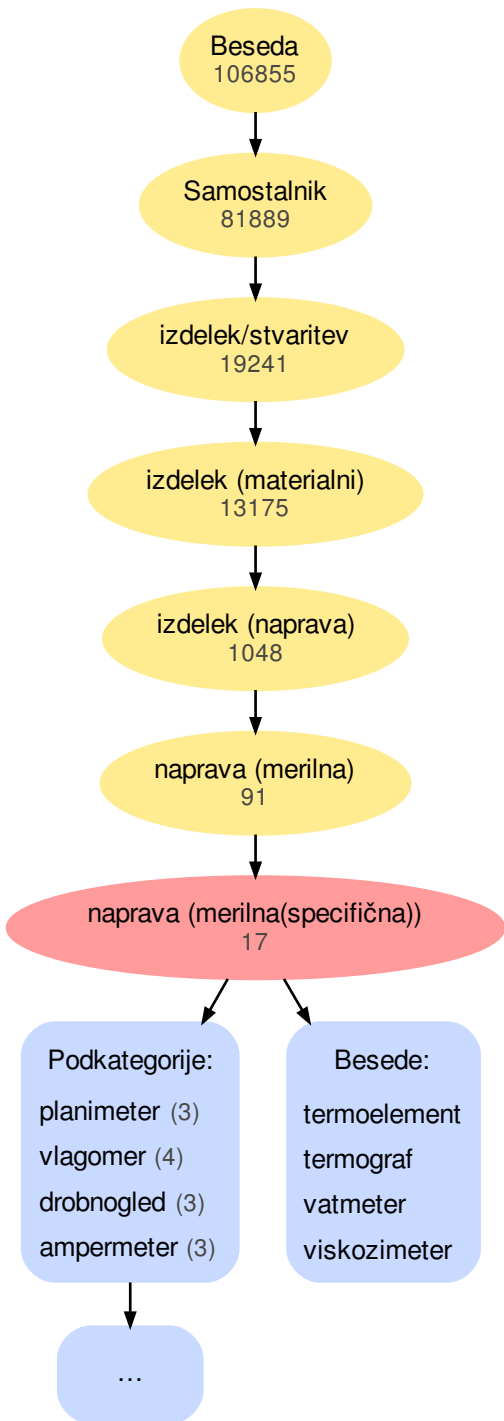 Beseda
106855
Samostalnik
81889
izdelek/stvaritev
19241
izdelek (materialni)
13175
izdelek (naprava)
1048
naprava (merilna)
91
naprava (merilna(specifična))
17
Podkategorije:
planimeter (3)
vlagomer (4)
drobnogled (3)
ampermeter (3)
...
Besede:
termoelement
termograf
vatmeter
viskozimeter